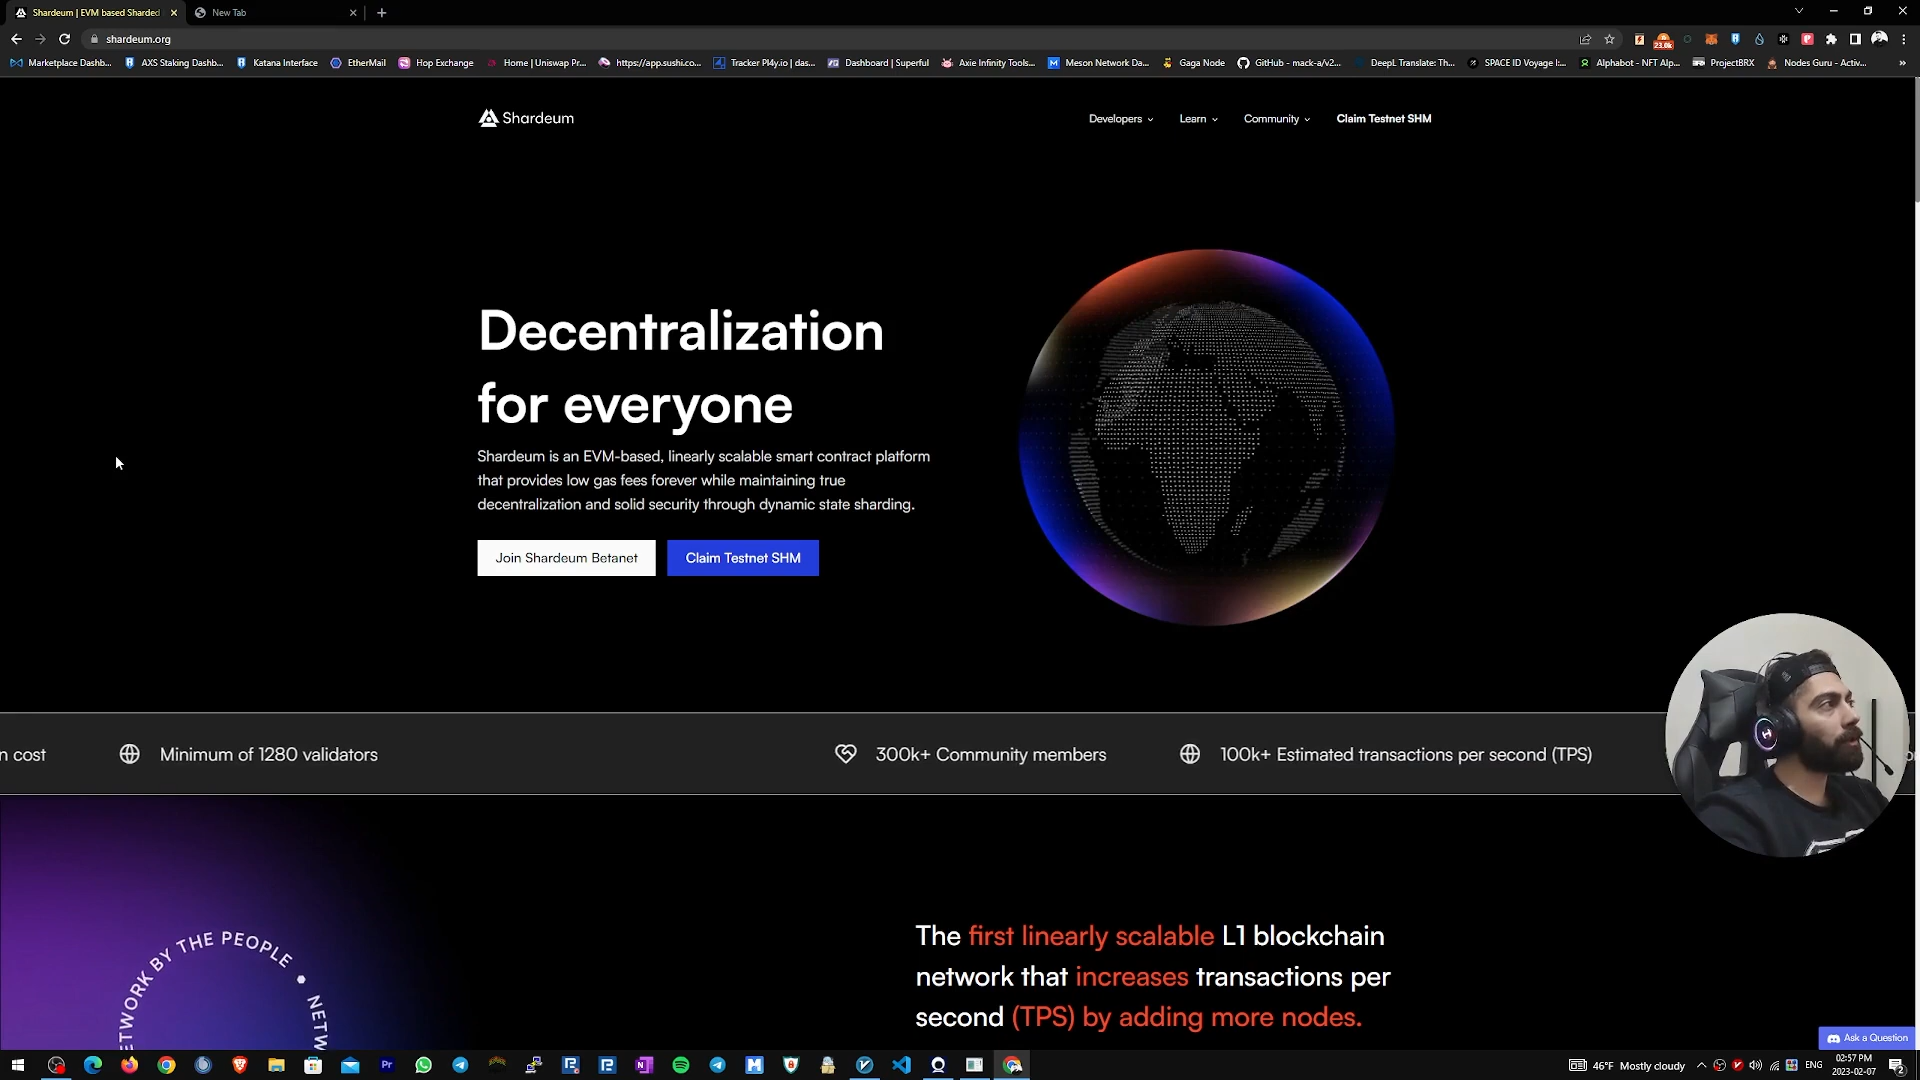 Shardeum | EVM based Sharded
New Tab
shardeum.org
23.0k
Marketplace Dashb...
AXS Staking Dashb...
Katana Interface
EtherMail
Hop Exchange
Home | Uniswap Pr...
https://app.sushi.co...
Tracker Pl4y.io | das...
Dashboard | Superful
Axie Infinity Tools...
Meson Network Da...
Gaga Node
GitHub - mack-a/v2...
DeepL Translate: Th...
SPACE ID Voyage I:...
Alphabot - NFT Alp...
ProjectBRX
Nodes Guru - Activ...
Shardeum
Developers
Learn
Community
Claim Testnet SHM
Decentralization
for everyone
Shardeum is an EVM-based, linearly scalable smart contract platform
that provides low gas fees forever while maintaining true
decentralization and solid security through dynamic state sharding.
Join Shardeum Betanet
Claim Testnet SHM
n cost
Minimum of 1280 validators
300k+ Community members
100k+ Estimated transactions per second (TPS)
The first linearly scalable L1 blockchain
network that increases transactions per
second (TPS) by adding more nodes.
ETWORK BY THE PEOPLE • NETW
Ask a Question
46°F Mostly cloudy
ENG
02:57 PM
2023-02-07
2